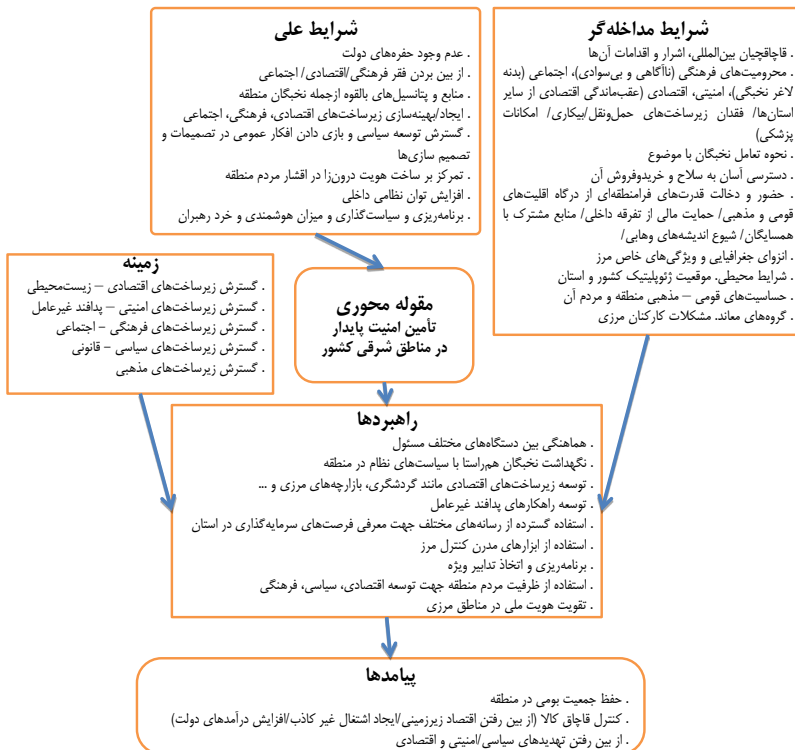 شرایط مداخله‌گر
. قاچاقچیان بین‌المللی، اشرار و اقدامات آن‌ها
. محرومیت‌های فرهنگی (ناآگاهی و بی‌سوادی)، اجتماعی (بدنه
لاغر نخبگی)، امنیتی، اقتصادی (عقب‌ماندگی اقتصادی از سایر
استان‌ها/ فقدان زیرساخت‌های حمل‌ونقل/بیکاری/ امکانات
پزشکی)
. نحوه تعامل نخبگان با موضوع
. دسترسی آسان به سلاح و خریدوفروش آن
. حضور و دخالت قدرت‌های فرامنطقه‌ای از درگاه اقلیت‌های
قومی و مذهبی/ حمایت مالی از تفرقه داخلی/ منابع مشترک با
همسایگان/ شیوع اندیشه‌های وهابی/
. انزوای جغرافیایی و ویژگی‌های خاص مرز
. شرایط محیطی. موقعیت ژئوپلیتیک کشور و استان
. حساسیت‌های قومی – مذهبی منطقه و مردم آن
. گروه‌های معاند. مشکلات کارکنان مرزی
شرایط علی
. عدم وجود حفره‌های دولت
. از بین بردن فقر فرهنگی/اقتصادی/ اجتماعی
. منابع و پتانسیل‌های بالقوه ازجمله نخبگان منطقه
. ایجاد/بهینه‌سازی زیرساخت‌های اقتصادی، فرهنگی، اجتماعی
. گسترش توسعه سیاسی و بازی دادن افکار عمومی در تصمیمات و
تصمیم سازی‌ها
. تمرکز بر ساخت هویت درون‌زا در اقشار مردم منطقه
. افزایش توان نظامی داخلی
. برنامه‌ریزی و سیاست‌گذاری و میزان هوشمندی و خرد رهبران
زمینه
. گسترش زیرساخت‌های اقتصادی – زیست‌محیطی
. گسترش زیرساخت‌های امنیتی – پدافند غیرعامل
. گسترش زیرساخت‌های فرهنگی – اجتماعی
. گسترش زیرساخت‌های سیاسی – قانونی
. گسترش زیرساخت‌های مذهبی
مقوله محوری
تأمین امنیت پایدار
در مناطق شرقی کشور
راهبردها
. هماهنگی بین دستگاه‌های مختلف مسئول
. نگهداشت نخبگان هم‌راستا با سیاست‌های نظام در منطقه
. توسعه زیرساخت‌های اقتصادی مانند گردشگری، بازارچه‌های مرزی و ...
. توسعه راهکارهای پدافند غیرعامل
. استفاده گسترده از رسانه‌های مختلف جهت معرفی فرصت‌های سرمایه‌گذاری در استان
. استفاده از ابزارهای مدرن کنترل مرز
. برنامه‌ریزی و اتخاذ تدابیر ویژه
. استفاده از ظرفیت مردم منطقه جهت توسعه اقتصادی، سیاسی، فرهنگی
. تقویت هویت ملی در مناطق مرزی
پیامدها
. حفظ جمعیت بومی در منطقه
. کنترل قاچاق کالا (از بین رفتن اقتصاد زیرزمینی/ایجاد اشتغال غیر کاذب/افزایش درآمدهای دولت)
. از بین رفتن تهدیدهای سیاسی/امنیتی و اقتصادی